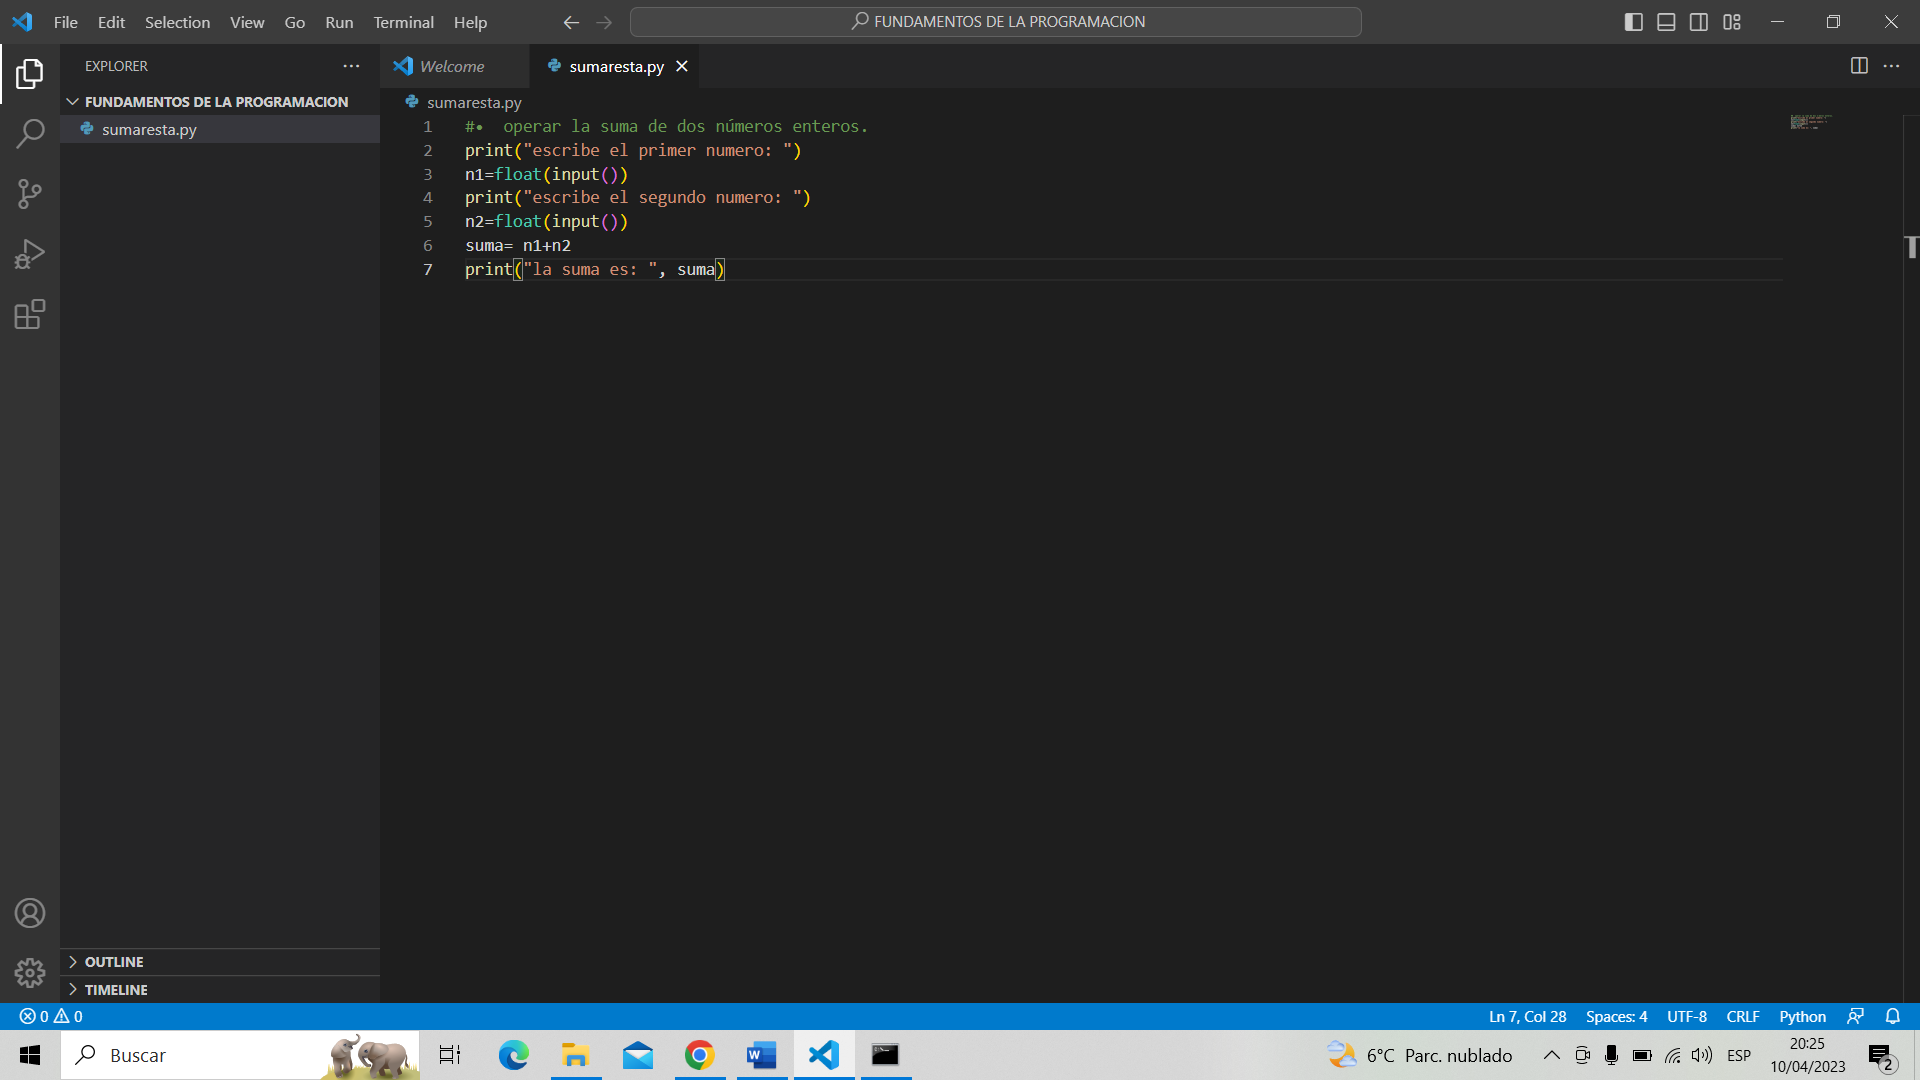 File Edit Selection View Go Run Terminal Help
FUNDAMENTOS DE LA PROGRAMACION
EXPLORER
FUNDAMENTOS DE LA PROGRAMACION
sumaresta.py
Welcome
sumaresta.py
sumaresta.py
1 #•  operar la suma de dos números enteros.
2 print("escribe el primer numero: ")
3 n1=float(input())
4 print("escribe el segundo numero: ")
5 n2=float(input())
6 suma= n1+n2
7 print("la suma es: ", suma)
OUTLINE
TIMELINE
0 0
Ln 7, Col 28 Spaces: 4 UTF-8 CRLF Python
Buscar
6°C Parc. nublado
ESP
20:25
10/04/2023
2